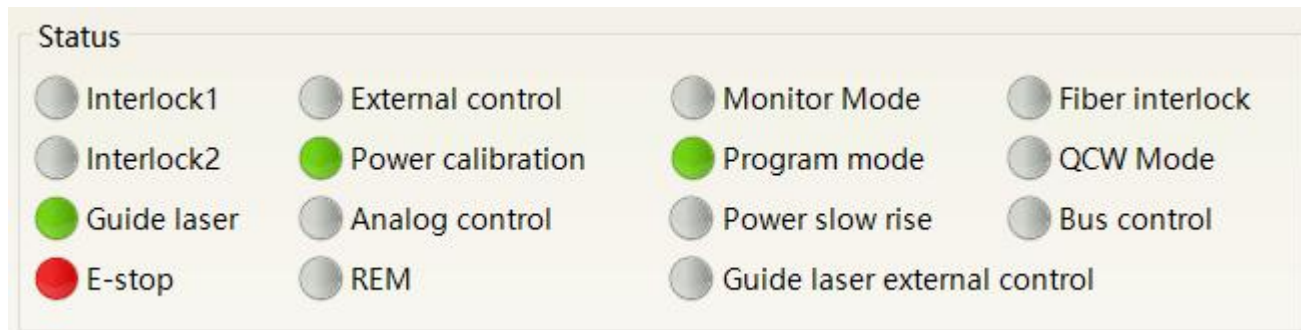 Status
Interlock1 External control Monitor Mode Fiber interlock
Interlock2 Power calibration Program mode QCW Mode
Guide laser Analog control Power slow rise Bus control
E-stop REM Guide laser external control